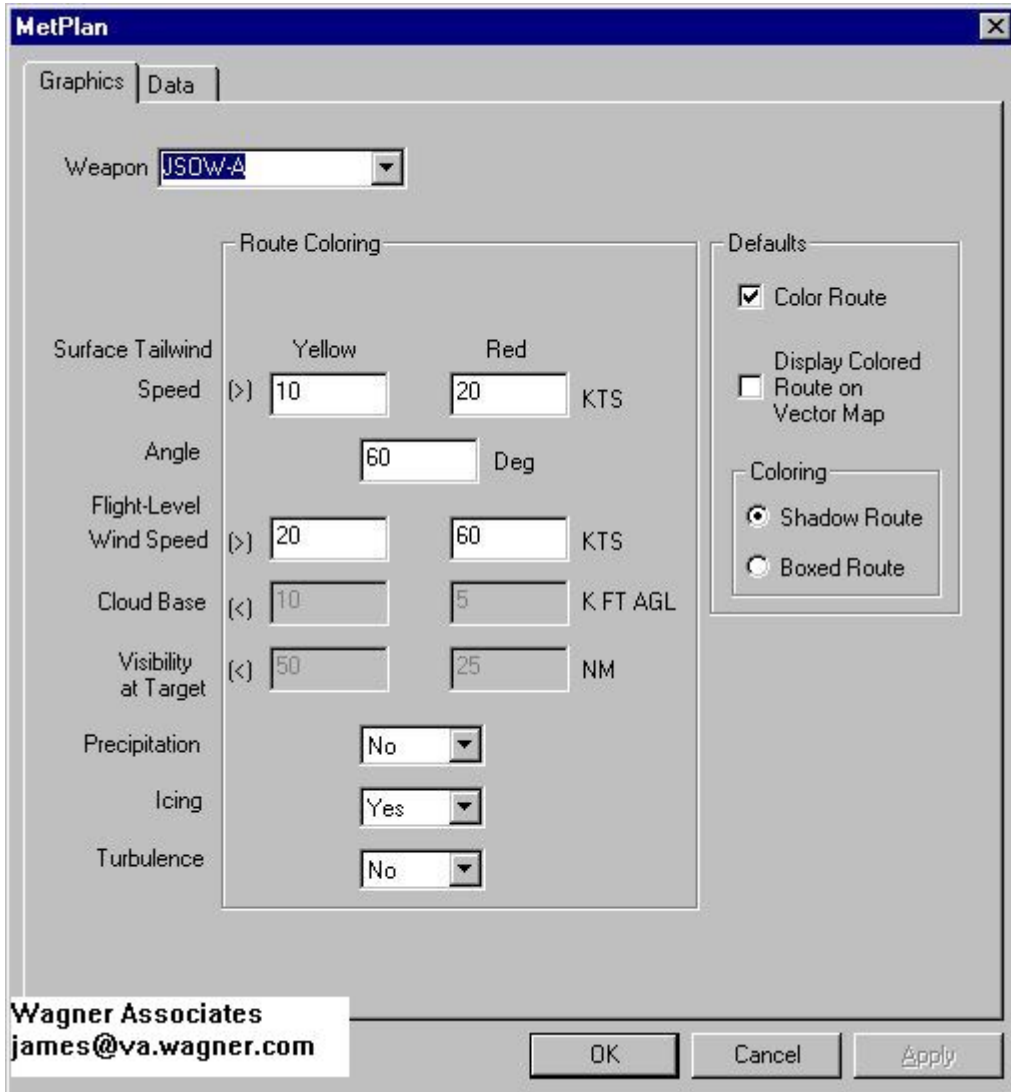 MetPlan
Graphics Data
Weapon JSOW-A
Route Coloring
Surface Tailwind Yellow Red
Speed (>) 10 20 KTS
Angle 60 Deg
Flight-Level
Wind Speed (>) 20 60 KTS
Cloud Base (<) 10 5 K FT AGL
Visibility
at Target (<) 50 25 NM
Precipitation No
Icing Yes
Turbulence No
Defaults
Color Route
Display Colored
Route on
Vector Map
Coloring
Shadow Route
Boxed Route
Wagner Associates
james@va.wagner.com
OK Cancel Apply